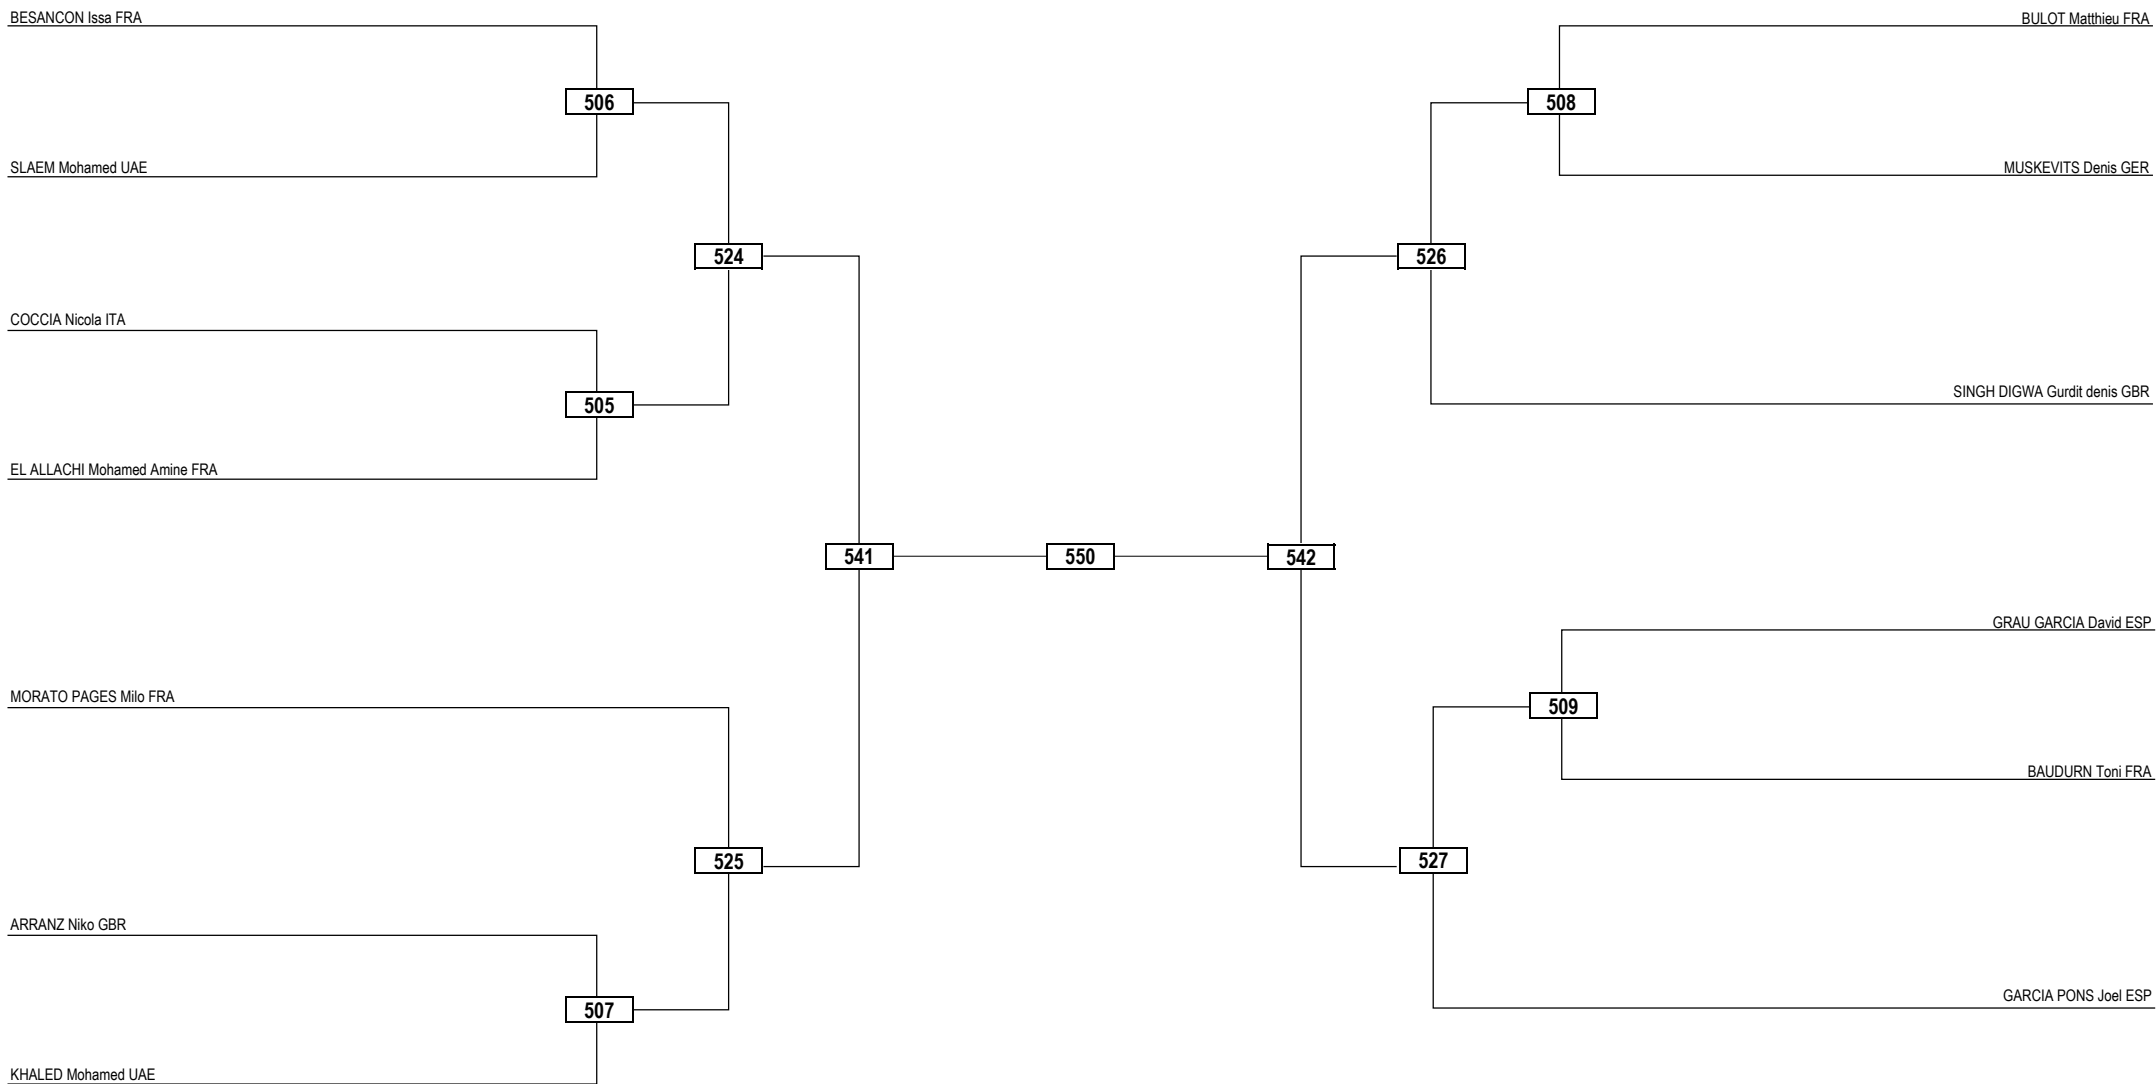 BESANCON Issa FRA
BULOT Matthieu FRA
506
508
SLAEM Mohamed UAE
MUSKEVITS Denis GER
524
526
COCCIA Nicola ITA
SINGH DIGWA Gurdit denis GBR
505
EL ALLACHI Mohamed Amine FRA
541
550
542
GRAU GARCIA David ESP
MORATO PAGES Milo FRA
509
BAUDURN Toni FRA
525
527
ARRANZ Niko GBR
GARCIA PONS Joel ESP
507
KHALED Mohamed UAE